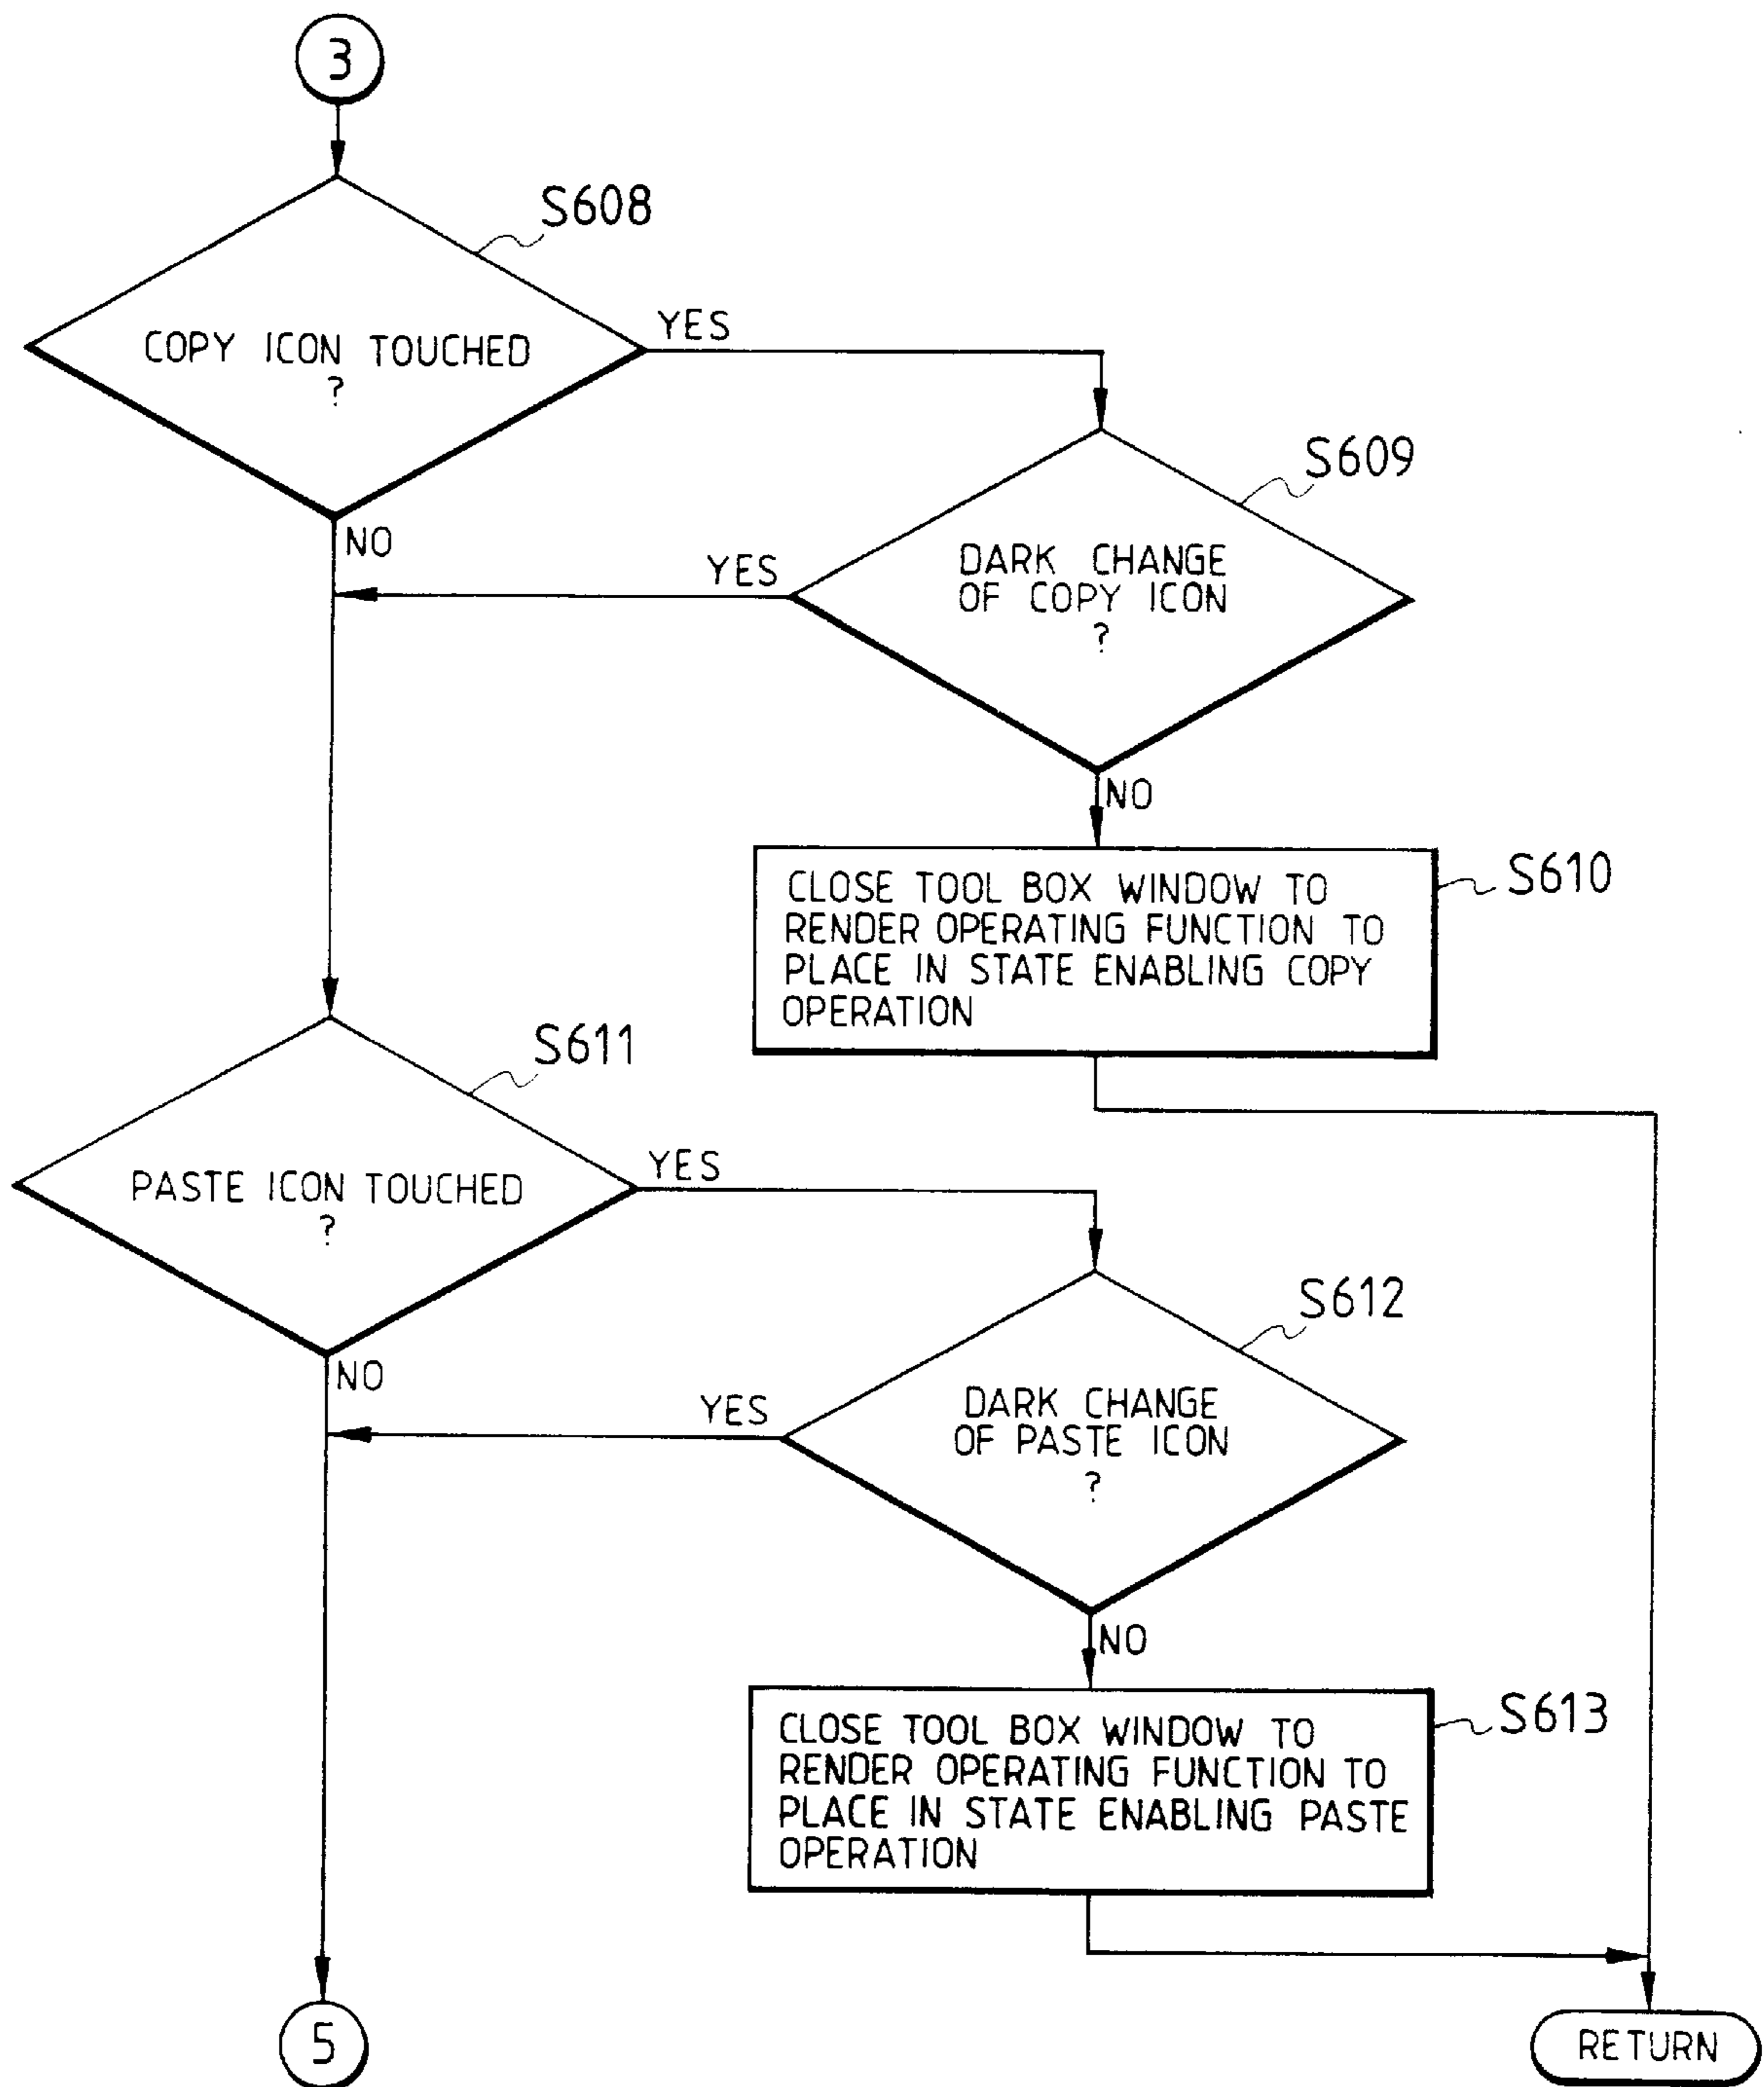 3
S608
COPY ICON TOUCHED
?
YES
NO
S609
DARK CHANGE
OF COPY ICON
?
YES
NO
S610
CLOSE TOOL BOX WINDOW TO
RENDER OPERATING FUNCTION TO
PLACE IN STATE ENABLING COPY
OPERATION
S611
PASTE ICON TOUCHED
?
YES
NO
S612
DARK CHANGE
OF PASTE ICON
?
YES
NO
S613
CLOSE TOOL BOX WINDOW TO
RENDER OPERATING FUNCTION TO
PLACE IN STATE ENABLING PASTE
OPERATION
5
RETURN